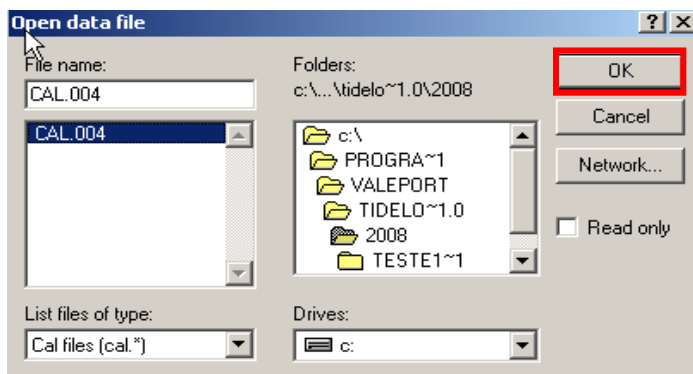 Open data file
File name:
CAL.004
CAL.004
List files of type:
Cal files (cal.*)
Folders:
c:\...\tidelo~1.0\2008
c:\
PROGRA~1
VALEPORT
TIDELO~1.0
2008
TESTE1~1
Drives:
c:
OK
Cancel
Network...
Read only